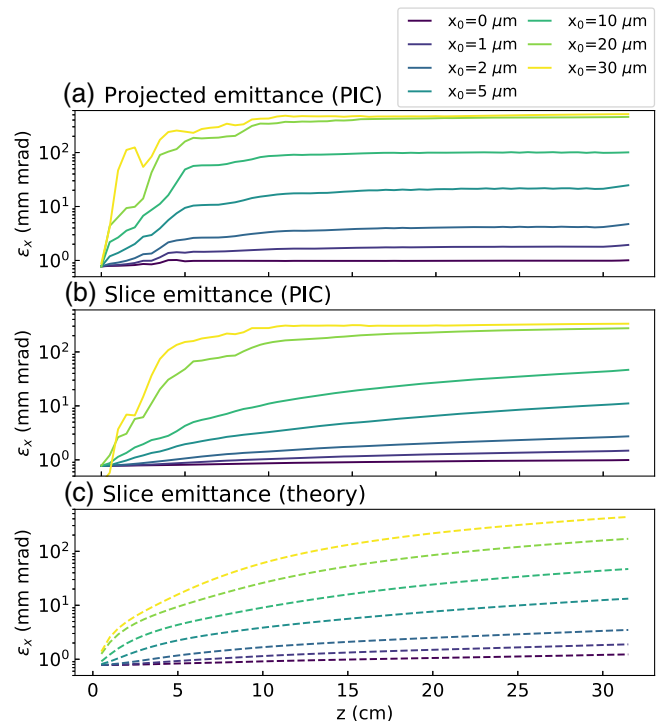 x₀=0 μm x₀=10 μm
x₀=1 μm x₀=20 μm
x₀=2 μm x₀=30 μm
x₀=5 μm
(a) Projected emittance (PIC)
10²
10¹
10⁰
εₓ (mm mrad)
(b) Slice emittance (PIC)
10²
10¹
10⁰
εₓ (mm mrad)
(c) Slice emittance (theory)
10²
10¹
10⁰
εₓ (mm mrad)
0 5 10 15 20 25 30
z (cm)